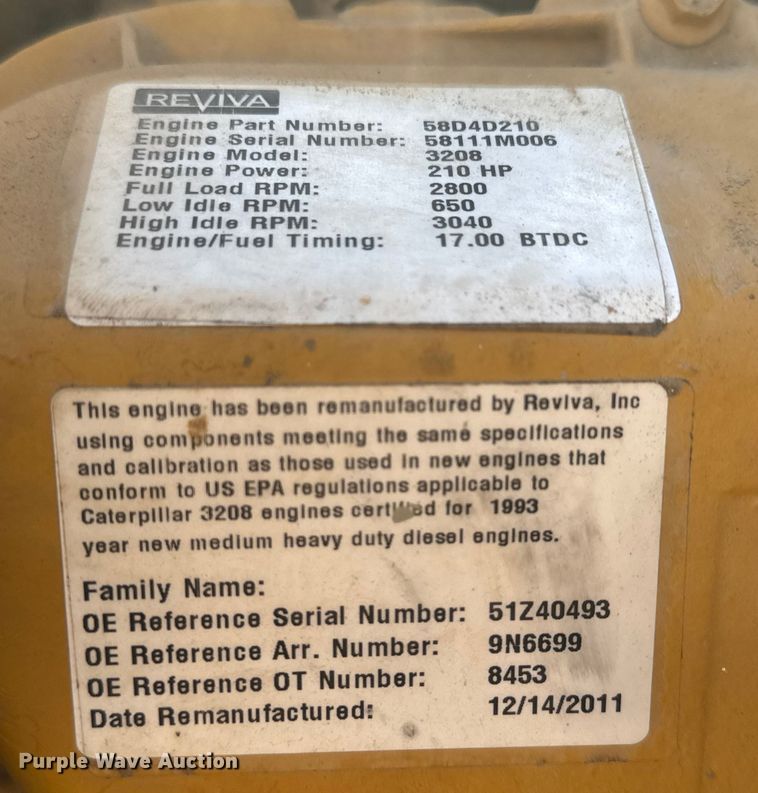 REVIVA
Engine Part Number: 58D4D210
Engine Serial Number: 58111M006
Engine Model: 3208
Engine Power: 210 HP
Full Load RPM: 2800
Low Idle RPM: 650
High Idle RPM: 3040
Engine/Fuel Timing: 17.00 BTDC
This engine has been remanufactured by Reviva, Inc
using components meeting the same specifications
and calibration as those used in new engines that
conform to US EPA regulations applicable to
Caterpillar 3208 engines certified for 1993
year new medium heavy duty diesel engines.
Family Name:
OE Reference Serial Number: 51Z40493
OE Reference Arr. Number: 9N6699
OE Reference OT Number: 8453
Date Remanufactured: 12/14/2011
Purple Wave Auction